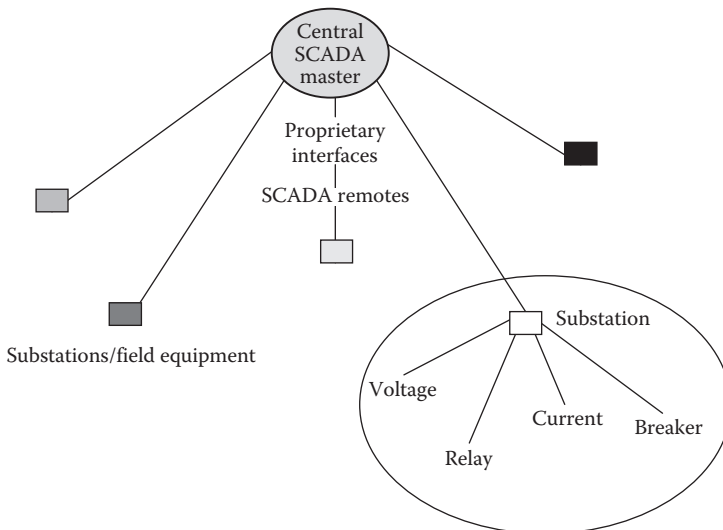 Central
SCADA
master
Proprietary
interfaces
SCADA remotes
Substations/field equipment
Substation
Voltage
Current
Breaker
Relay